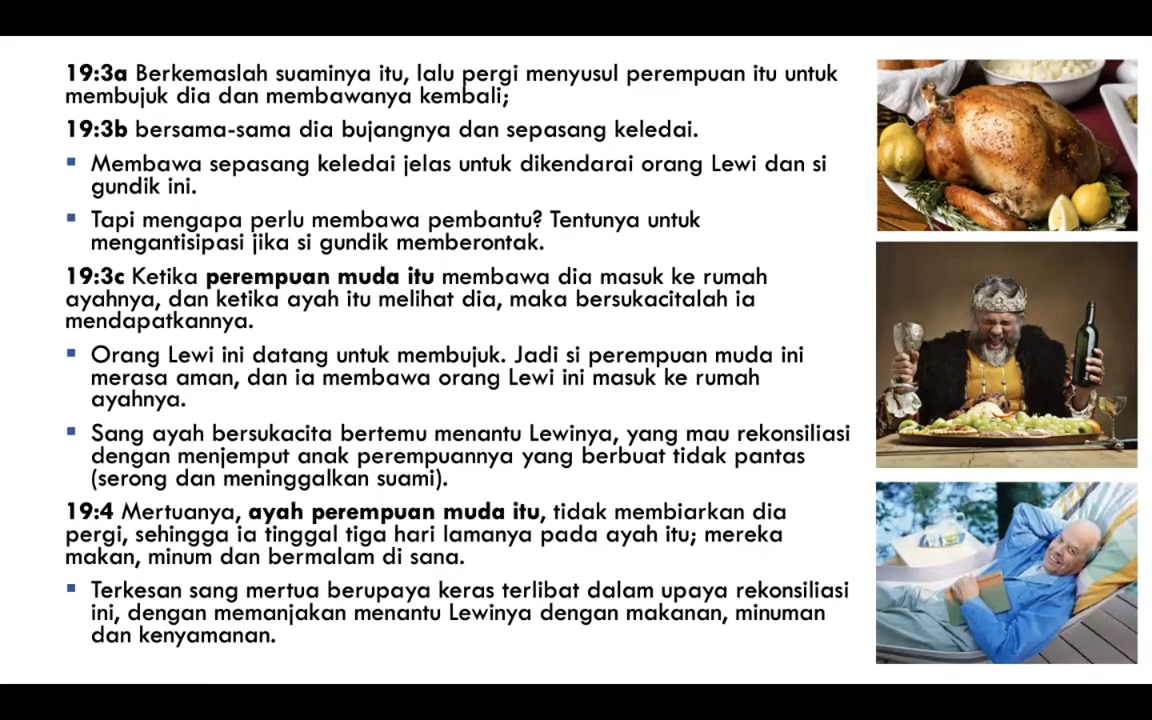 19:3a Berkemaslah suaminya itu, lalu pergi menyusul perempuan itu untuk
membujuk dia dan membawanya kembali;
19:3b bersama-sama dia bujangnya dan sepasang keledai.
▪ Membawa sepasang keledai jelas untuk dikendarai orang Lewi dan si
gundik ini.
▪ Tapi mengapa perlu membawa pembantu? Tentunya untuk
mengantisipasi jika si gundik memberontak.
19:3c Ketika perempuan muda itu membawa dia masuk ke rumah
ayahnya, dan ketika ayah itu melihat dia, maka bersukacitalah ia
mendapatkannya.
▪ Orang Lewi ini datang untuk membujuk. Jadi si perempuan muda ini
merasa aman, dan ia membawa orang Lewi ini masuk ke rumah
ayahnya.
▪ Sang ayah bersukacita bertemu menantu Lewinya, yang mau rekonsiliasi
dengan menjemput anak perempuannya yang berbuat tidak pantas
(serong dan meninggalkan suami).
19:4 Mertuanya, ayah perempuan muda itu, tidak membiarkan dia
pergi, sehingga ia tinggal tiga hari lamanya pada ayah itu; mereka
makan, minum dan bermalam di sana.
▪ Terkesan sang mertua berupaya keras terlibat dalam upaya rekonsiliasi
ini, dengan memanjakan menantu Lewinya dengan makanan, minuman
dan kenyamanan.